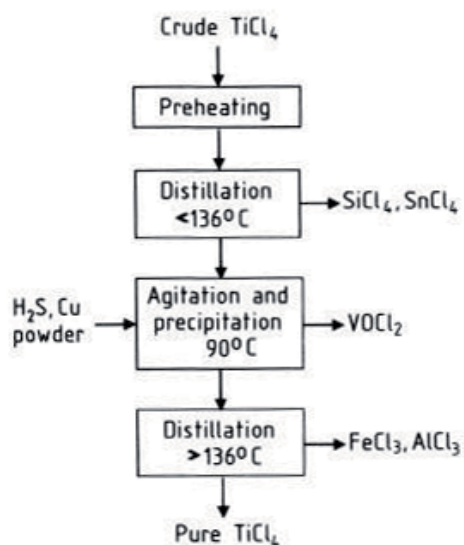 Crude TiCl₄
Preheating
Distillation
<136°C
SiCl₄, SnCl₄
H₂S, Cu
powder
Agitation and
precipitation
90°C
VOCl₂
Distillation
>136°C
FeCl₃, AlCl₃
Pure TiCl₄